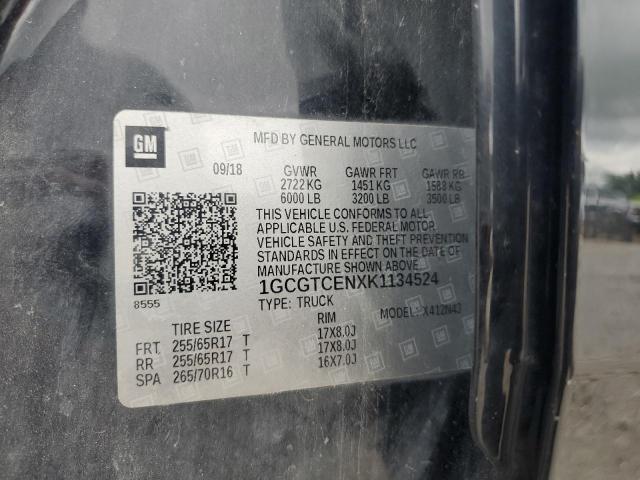 GM
MFD BY GENERAL MOTORS LLC
09/18 GVWR GAWR FRT GAWR RR
2722 KG 1451 KG 1588 KG
6000 LB 3200 LB 3500 LB
THIS VEHICLE CONFORMS TO ALL
APPLICABLE U.S. FEDERAL MOTOR
VEHICLE SAFETY AND THEFT PREVENTION
STANDARDS IN EFFECT ON THE DATE OF
MANUFACTURE SHOWN ABOVE.
1GCGTCENXK1134524
8555
TYPE: TRUCK MODEL: X412N43
TIRE SIZE RIM
FRT 255/65R17 T 17X8.0J
RR 255/65R17 T 17X8.0J
SPA 265/70R16 T 16X7.0J